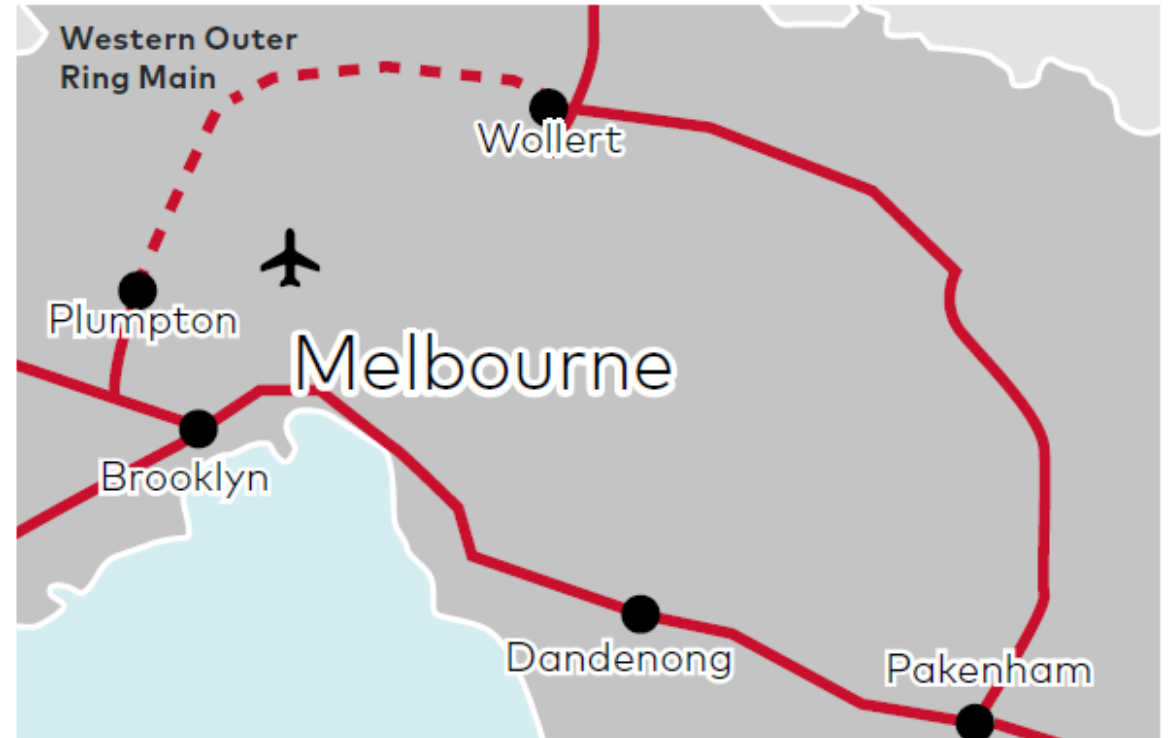 Western Outer
Ring Main
Wollert
Plumpton
Melbourne
Brooklyn
Dandenong
Pakenham